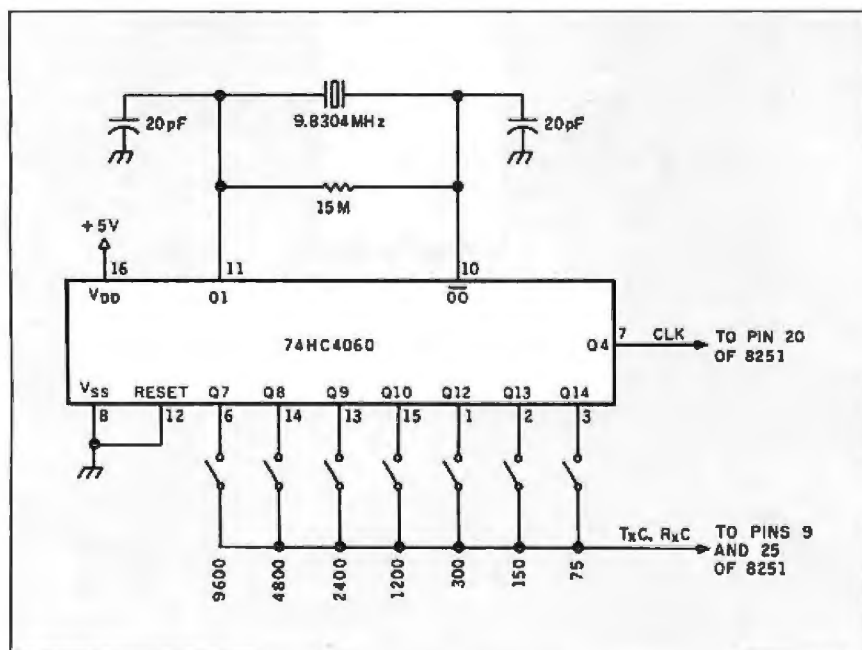 20pF
9.8304MHz
20pF
15M
+5V
16
11
10
VDD
O1
OO
74HC4060
Q4
7
CLK
TO PIN 20
OF 8251
VSS
RESET
Q7
Q8
Q9
Q10
Q12
Q13
Q14
8
12
6
14
13
15
1
2
3
TxC, RxC
TO PINS 9
AND 25
OF 8251
9600
4800
2400
1200
300
150
75